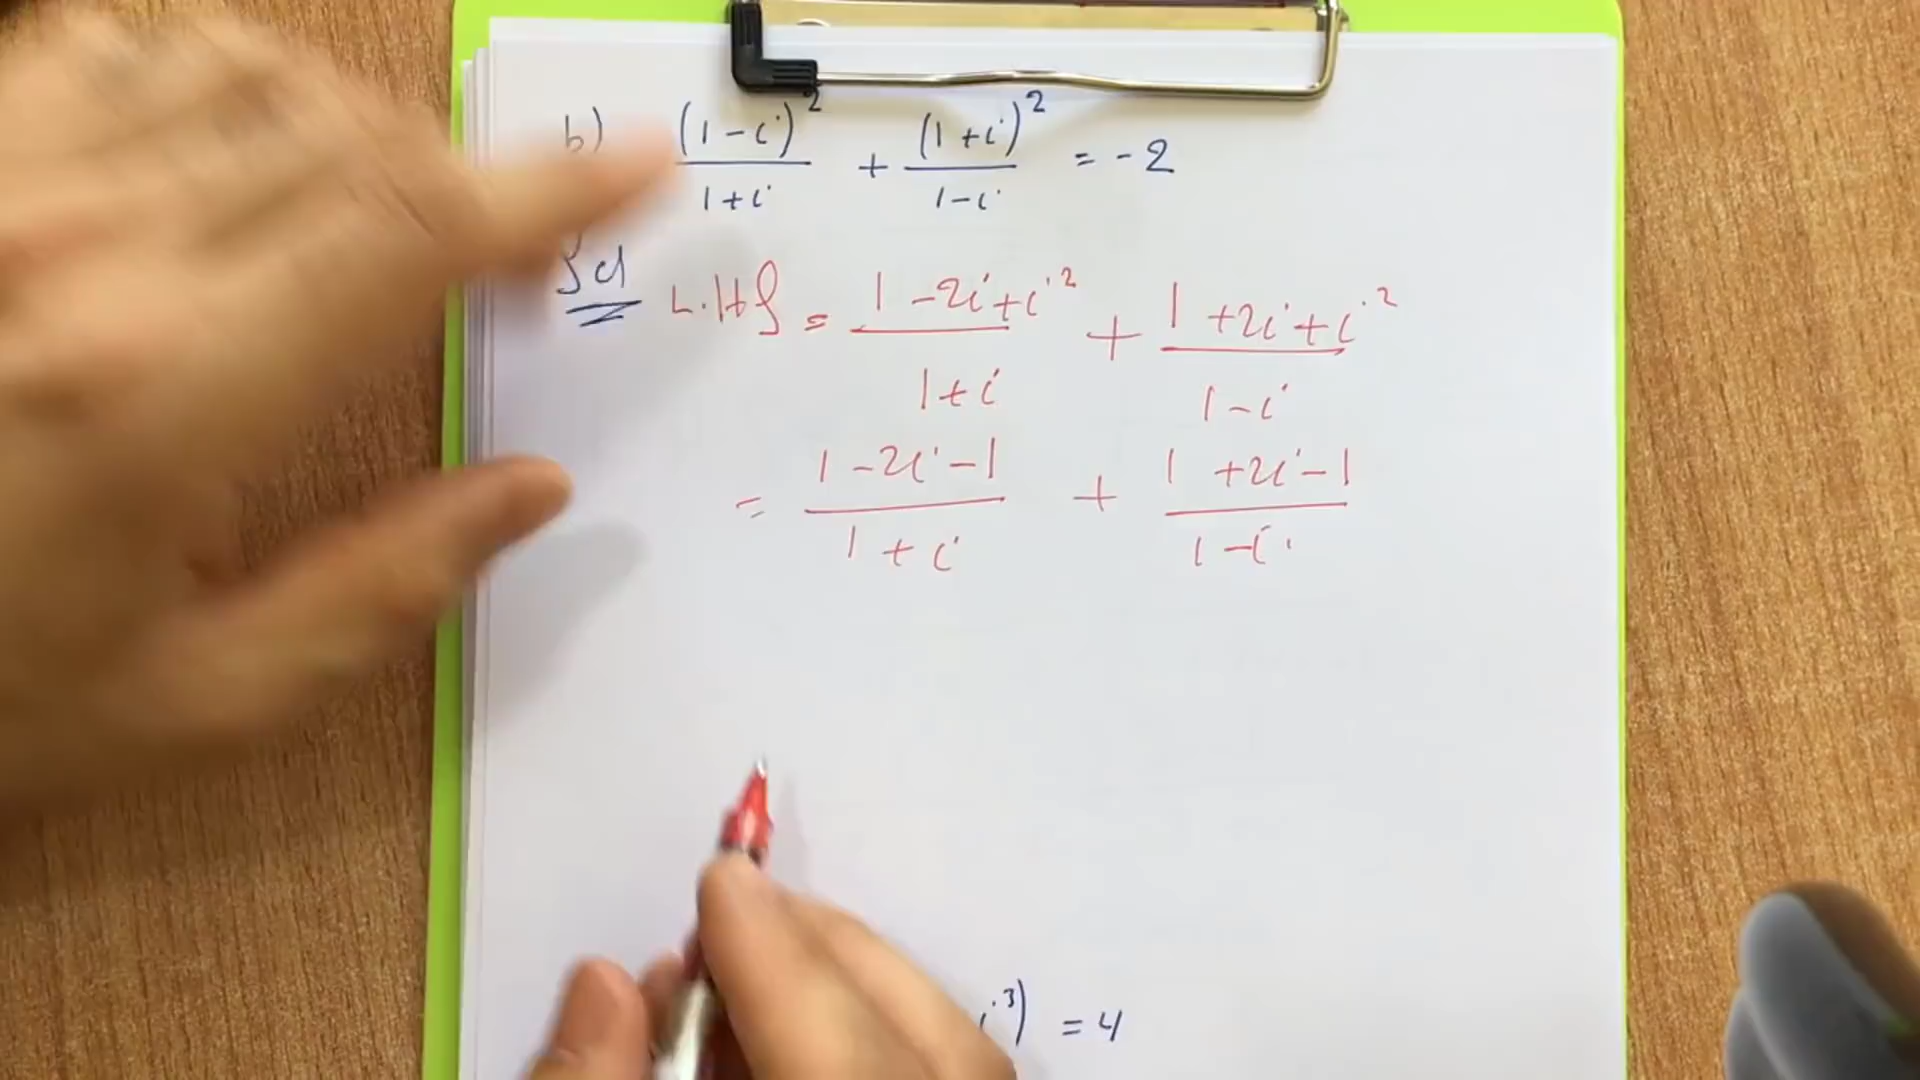 b) (1-i)²/1+i + (1+i)²/1-i = -2
Sol L.H.S = 1-2i+i²/1+i + 1+2i+i²/1-i
= 1-2i-1/1+i + 1+2i-1/1-i
i³) = 4